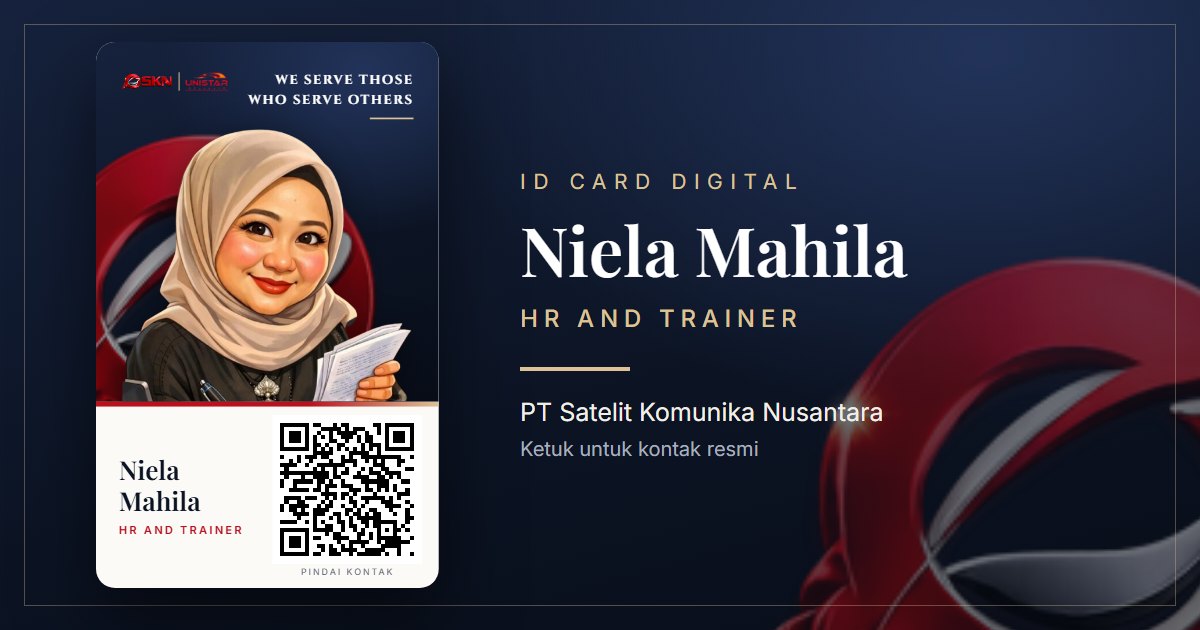 SKN | UNISTAR
WE SERVE THOSE
WHO SERVE OTHERS
Niela
Mahila
HR AND TRAINER
PINDAI KONTAK
ID CARD DIGITAL
Niela Mahila
HR AND TRAINER
PT Satelit Komunika Nusantara
Ketuk untuk kontak resmi